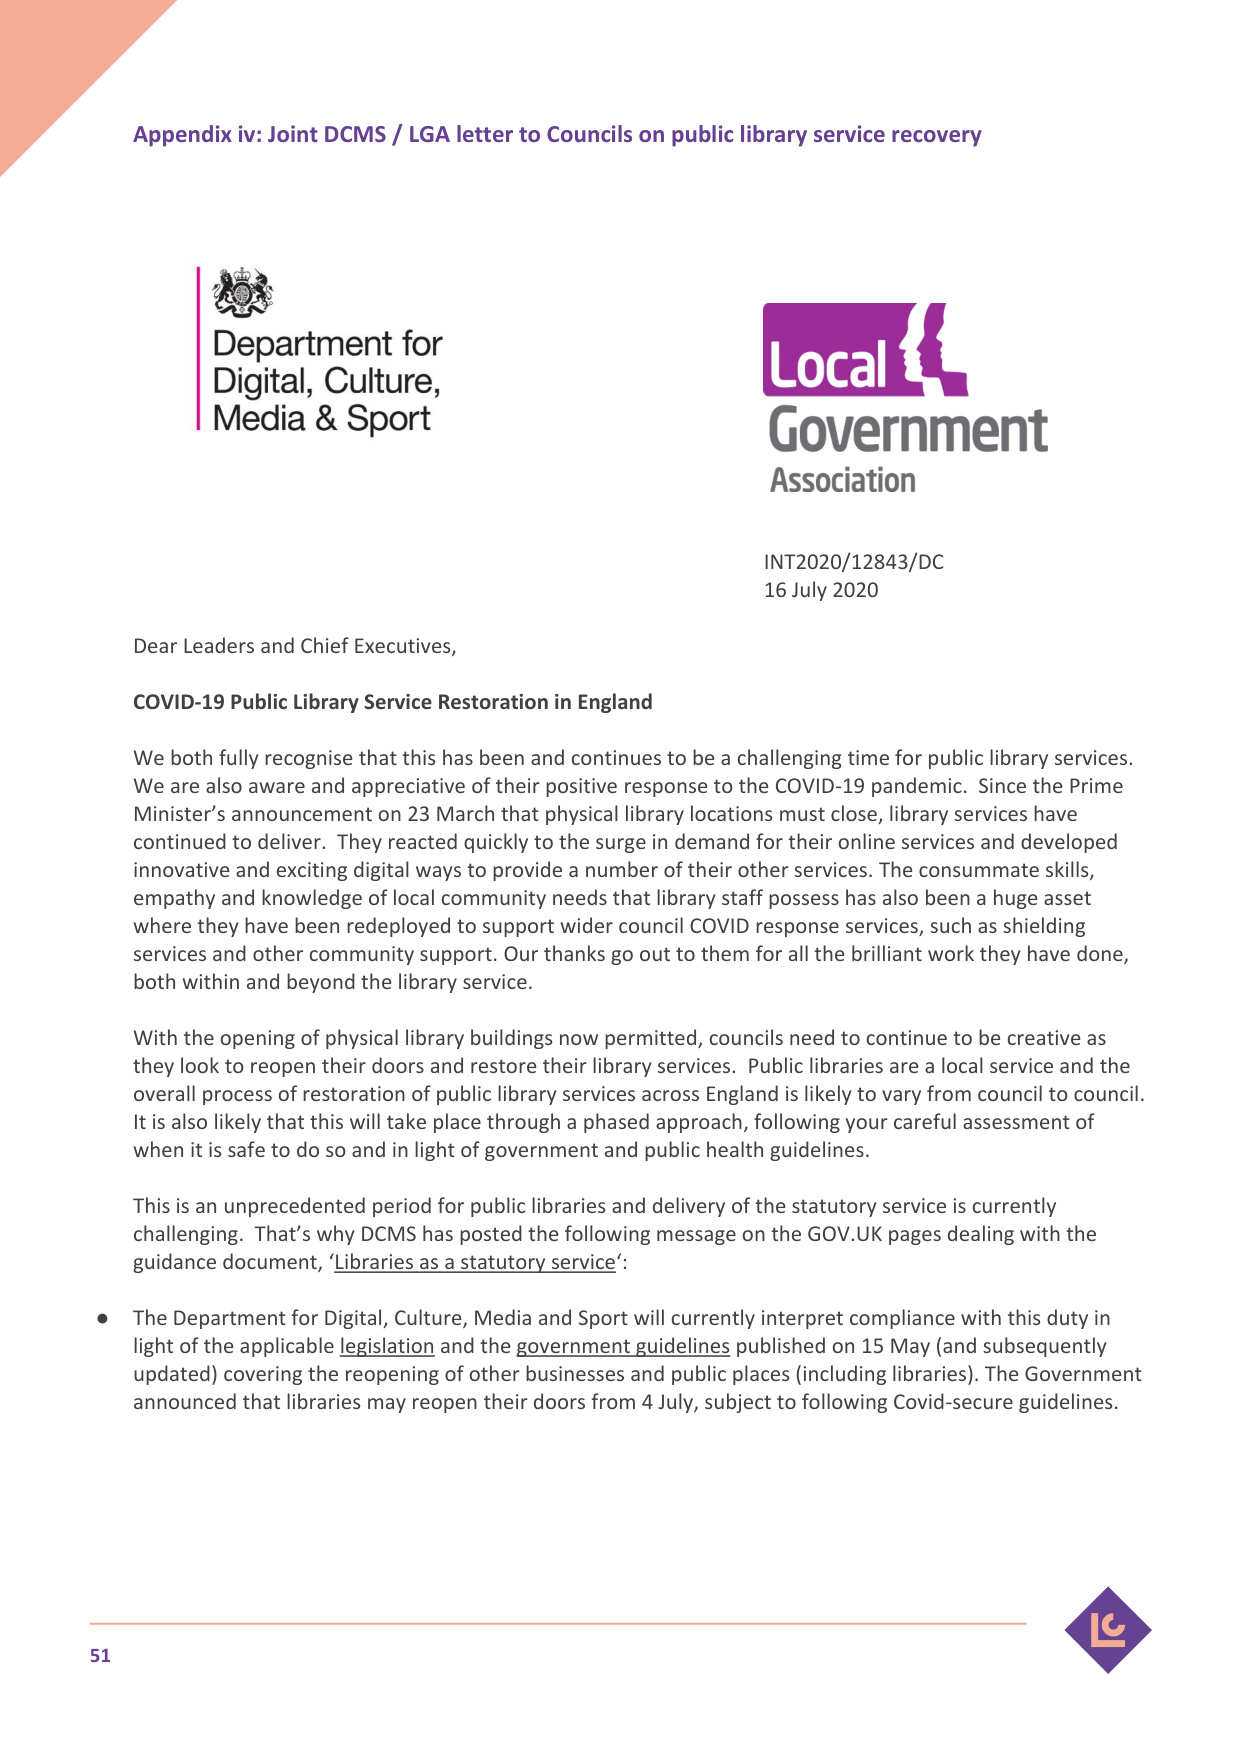 Appendix iv: Joint DCMS / LGA letter to Councils on public library service recovery
Department for
Digital, Culture,
Media & Sport
Local
Government
Association
INT2020/12843/DC
16 July 2020
Dear Leaders and Chief Executives,
COVID-19 Public Library Service Restoration in England
We both fully recognise that this has been and continues to be a challenging time for public library services.
We are also aware and appreciative of their positive response to the COVID-19 pandemic.  Since the Prime
Minister’s announcement on 23 March that physical library locations must close, library services have
continued to deliver.  They reacted quickly to the surge in demand for their online services and developed
innovative and exciting digital ways to provide a number of their other services. The consummate skills,
empathy and knowledge of local community needs that library staff possess has also been a huge asset
where they have been redeployed to support wider council COVID response services, such as shielding
services and other community support. Our thanks go out to them for all the brilliant work they have done,
both within and beyond the library service.
With the opening of physical library buildings now permitted, councils need to continue to be creative as
they look to reopen their doors and restore their library services.  Public libraries are a local service and the
overall process of restoration of public library services across England is likely to vary from council to council.
It is also likely that this will take place through a phased approach, following your careful assessment of
when it is safe to do so and in light of government and public health guidelines.
This is an unprecedented period for public libraries and delivery of the statutory service is currently
challenging.  That’s why DCMS has posted the following message on the GOV.UK pages dealing with the
guidance document, ‘Libraries as a statutory service‘:
● The Department for Digital, Culture, Media and Sport will currently interpret compliance with this duty in
light of the applicable legislation and the government guidelines published on 15 May (and subsequently
updated) covering the reopening of other businesses and public places (including libraries). The Government
announced that libraries may reopen their doors from 4 July, subject to following Covid-secure guidelines.
LC
51